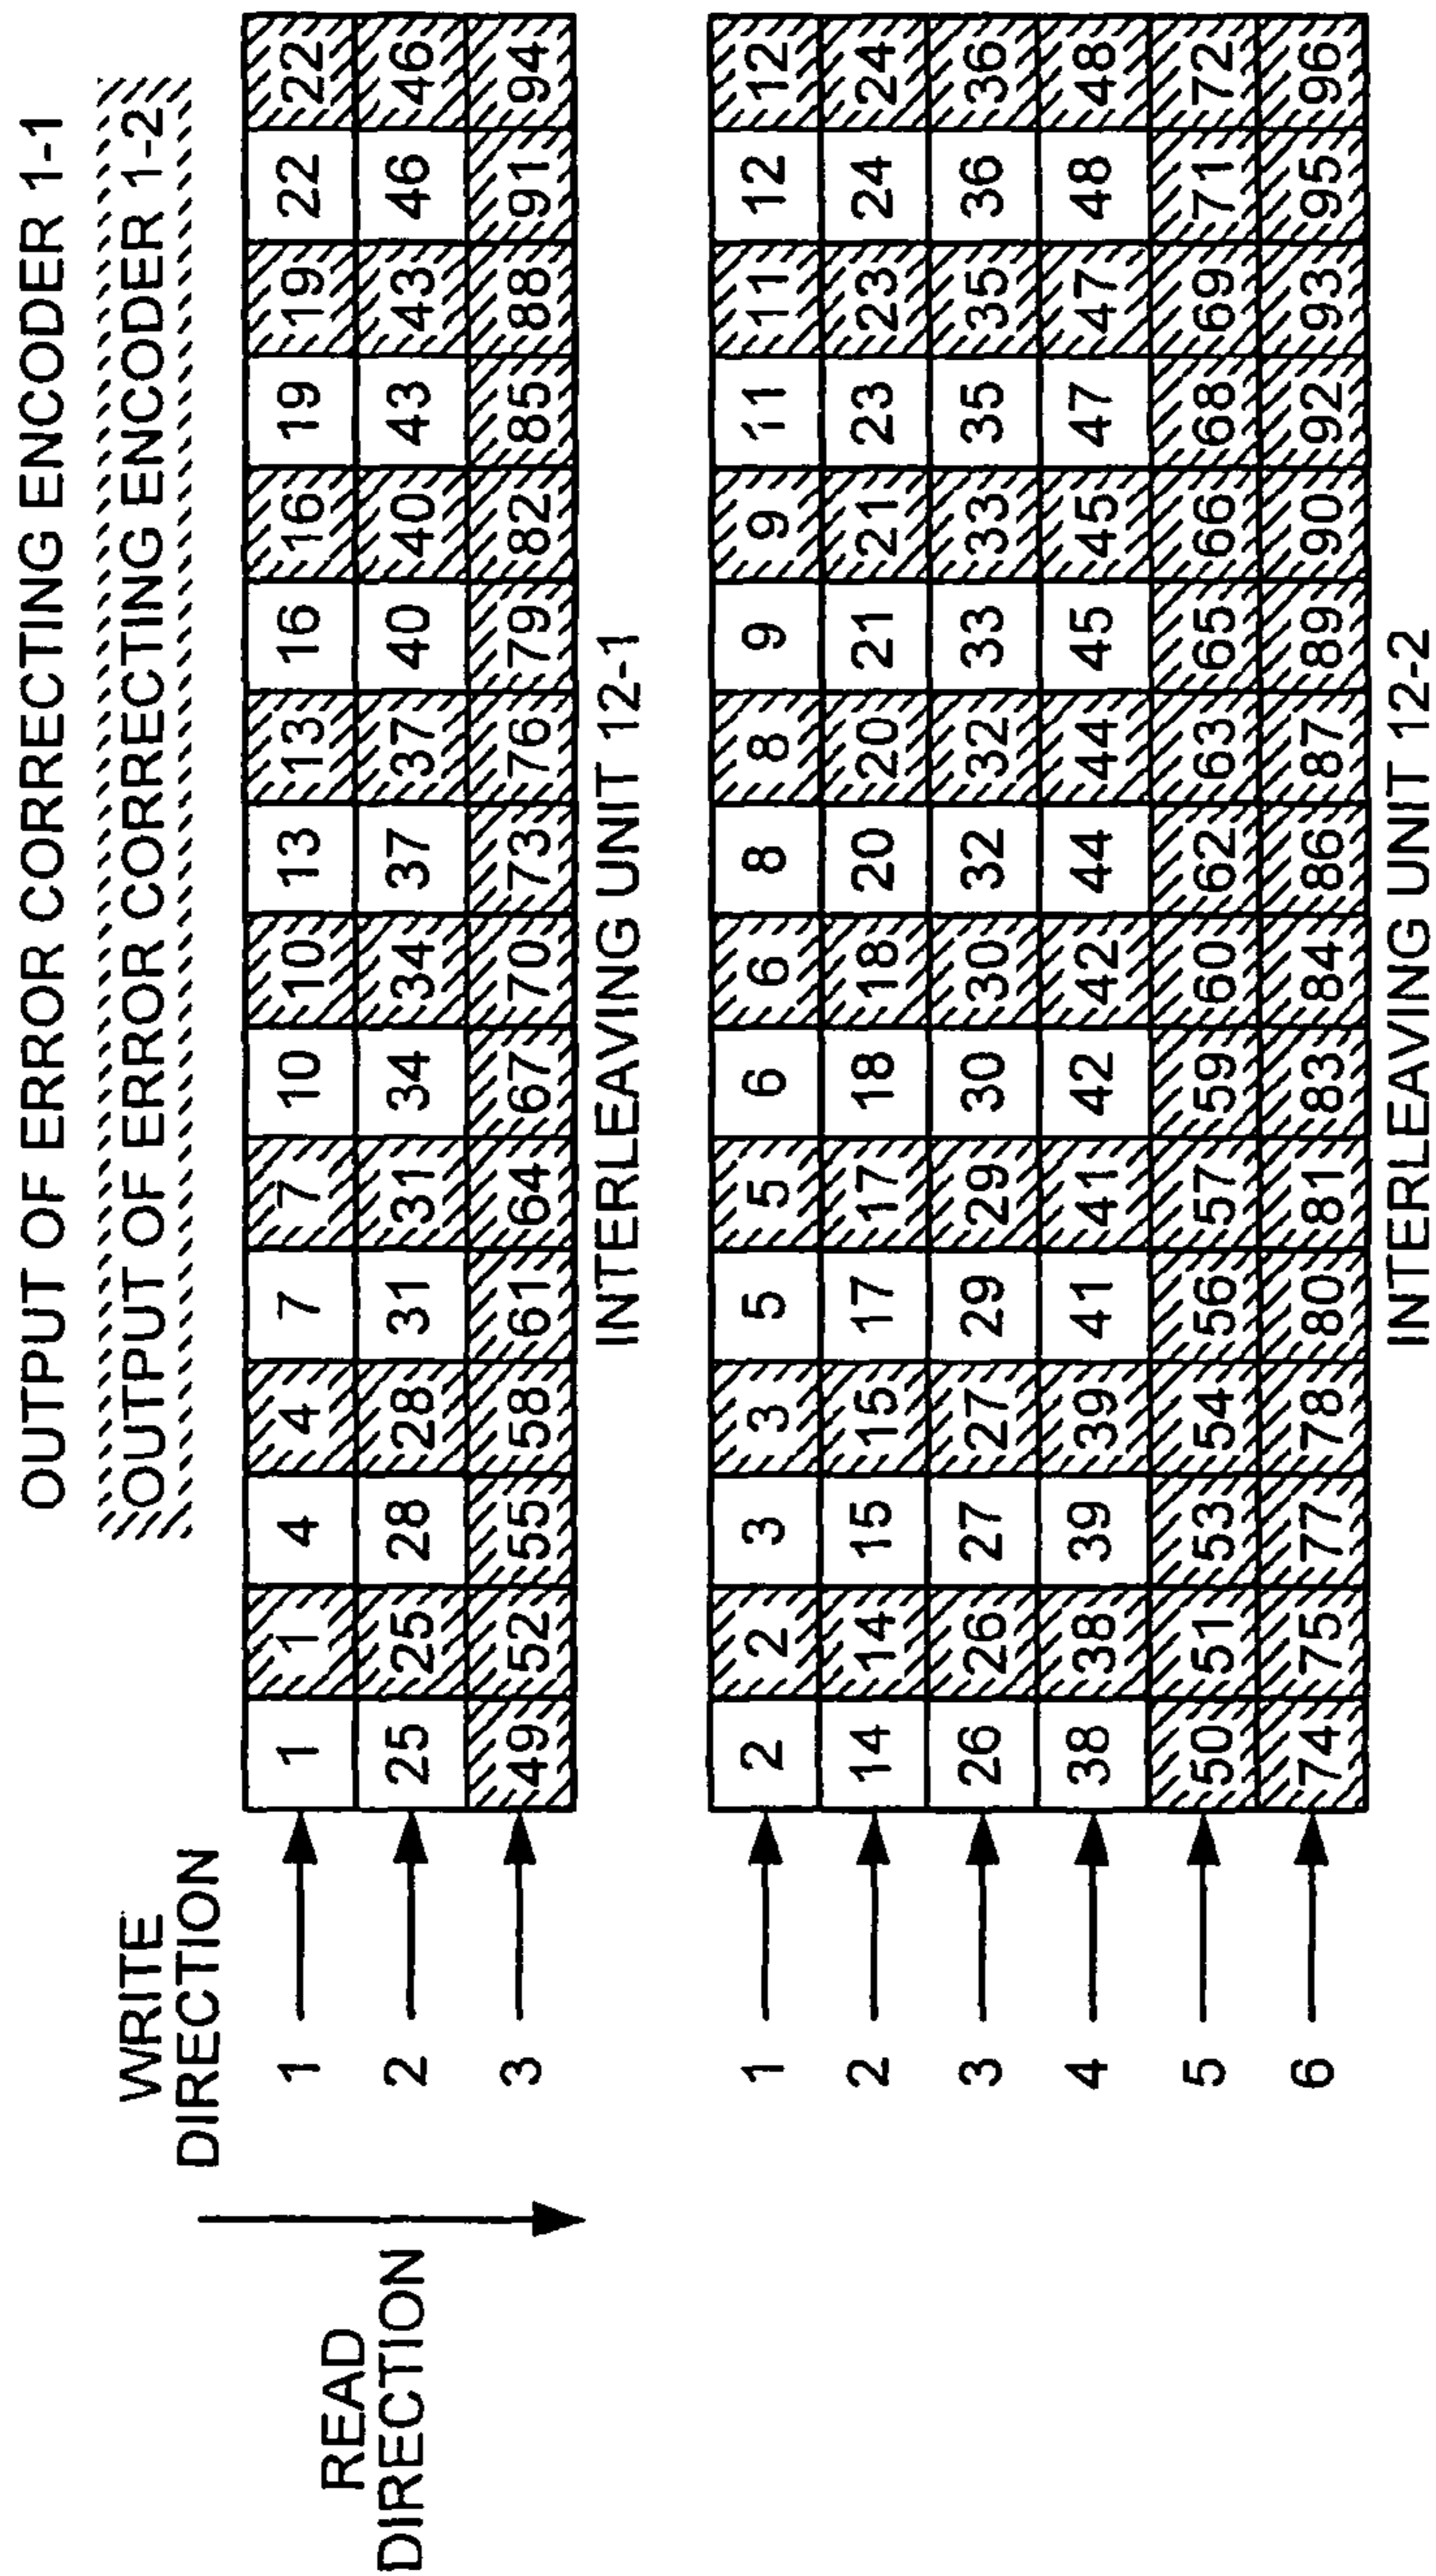 OUTPUT OF ERROR CORRECTING ENCODER 1-1
OUTPUT OF ERROR CORRECTING ENCODER 1-2
WRITE
DIRECTION
READ
DIRECTION
1 1 1 4 4 7 7 10 10 13 13 16 16 19 19 22 22
2 25 25 28 28 31 31 34 34 37 37 40 40 43 43 46 46
3 49 52 55 58 61 64 67 70 73 76 79 82 85 88 91 94
INTERLEAVING UNIT 12-1
1 2 2 3 3 5 5 6 6 8 8 9 9 11 11 12 12
2 14 14 15 15 17 17 18 18 20 20 21 21 23 23 24 24
3 26 26 27 27 29 29 30 30 32 32 33 33 35 35 36 36
4 38 38 39 39 41 41 42 42 44 44 45 45 47 47 48 48
5 50 51 53 54 56 57 59 60 62 63 65 66 68 69 71 72
6 74 75 77 78 80 81 83 84 86 87 89 90 92 93 95 96
INTERLEAVING UNIT 12-2